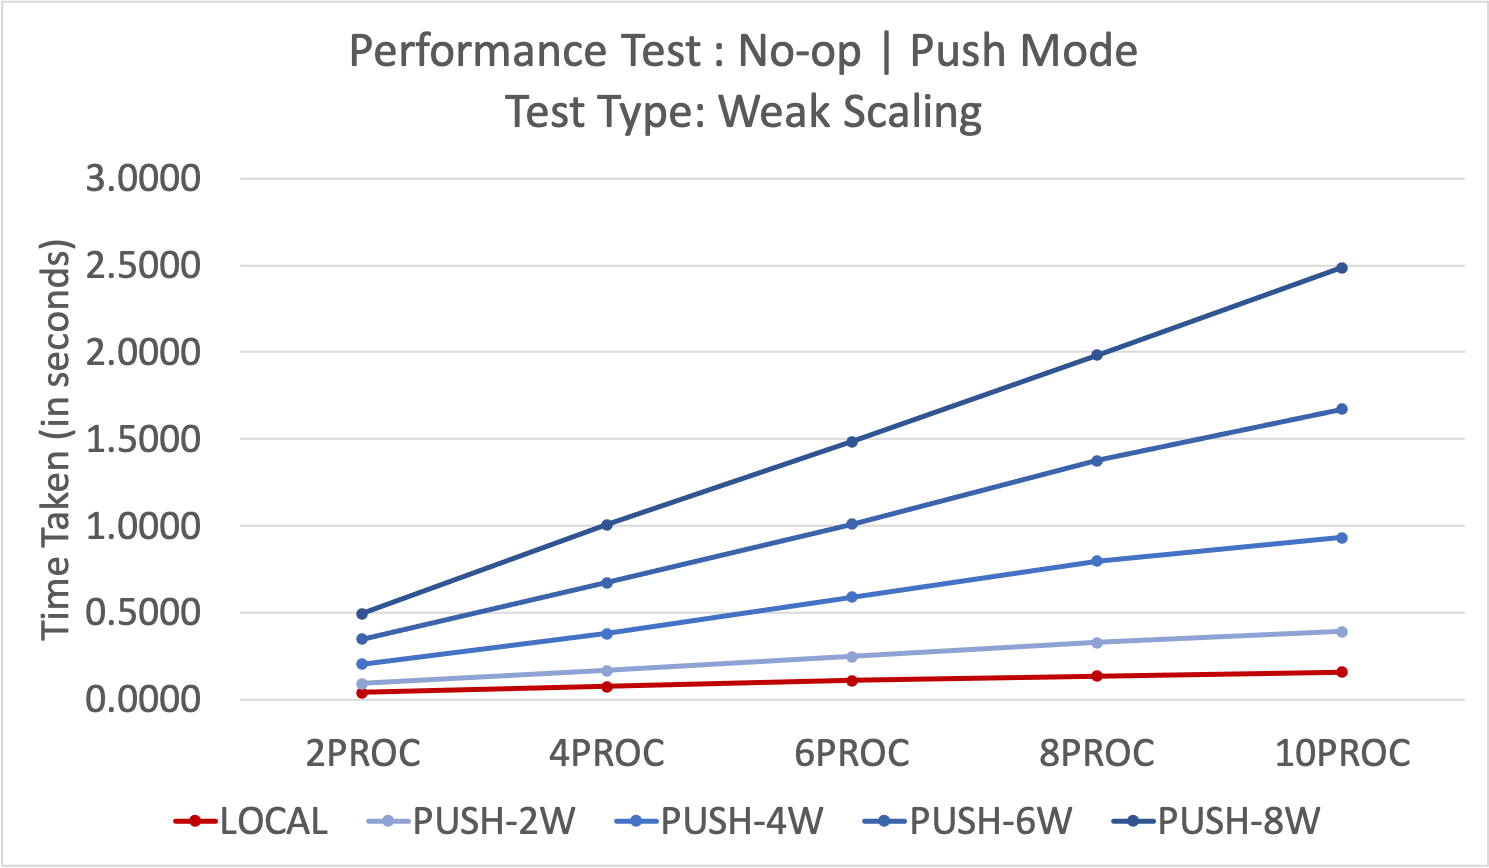 Performance Test : No-op | Push Mode
Test Type: Weak Scaling
Time Taken (in seconds)
3.0000
2.5000
2.0000
1.5000
1.0000
0.5000
0.0000
2PROC 4PROC 6PROC 8PROC 10PROC
LOCAL PUSH-2W PUSH-4W PUSH-6W PUSH-8W